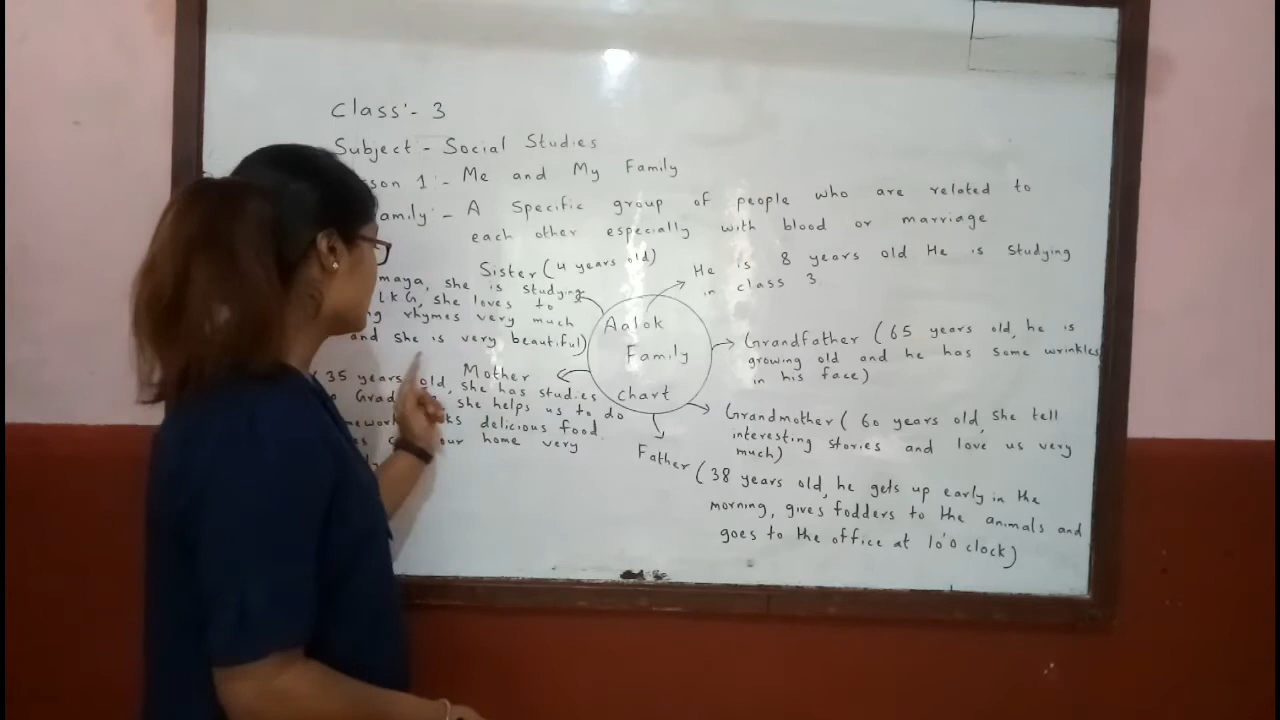 Class:- 3
Subject - Social Studies
Lesson 1:- Me and My Family
Family:- A specific group of people who are related to
each other especially with blood or marriage
Sister (4 years old)
maya, she is studying
LKG, she loves to
rhymes very much
and she is very beautiful)
Mother
(35 years old, she has studies
she helps us to do
delicious food.
our home very
Aalok
Family
chart
He is 8 years old He is studying
in class 3.
Grandfather (65 years old, he is
growing old and he has some wrinkles
in his face)
Grandmother (60 years old, she tell
interesting stories and love us very
much)
Father (38 years old, he gets up early in the
morning, gives fodders to the animals and
goes to the office at 10'0 clock)